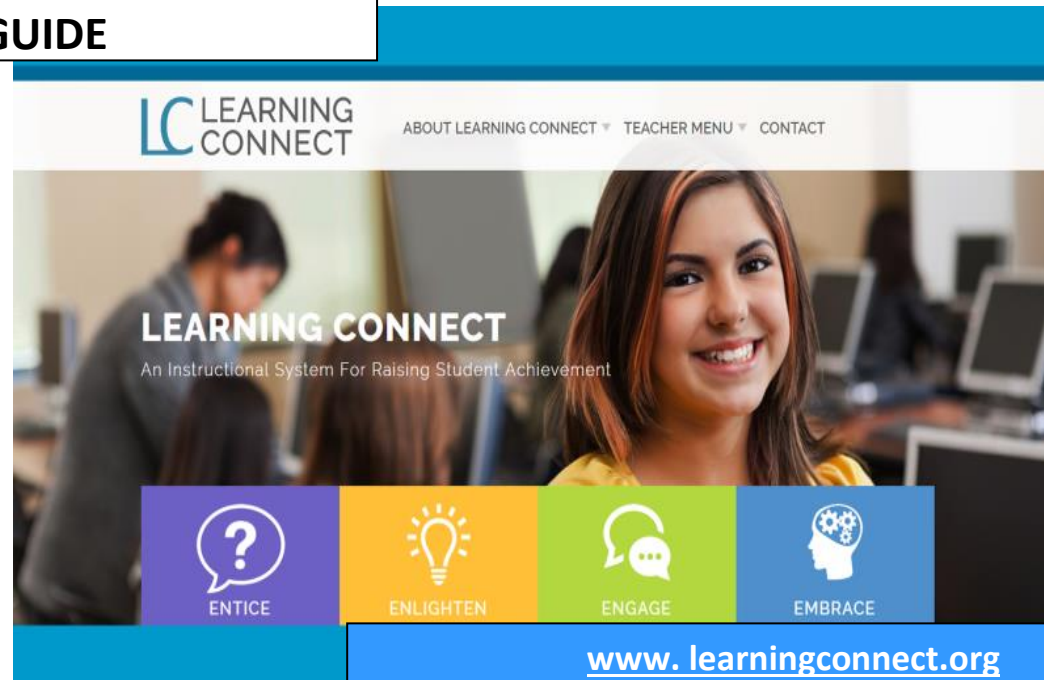 GUIDE
LC LEARNING
CONNECT
ABOUT LEARNING CONNECT TEACHER MENU CONTACT
LEARNING CONNECT
An Instructional System For Raising Student Achievement
?
ENTICE ENLIGHTEN ENGAGE EMBRACE
www. learningconnect.org